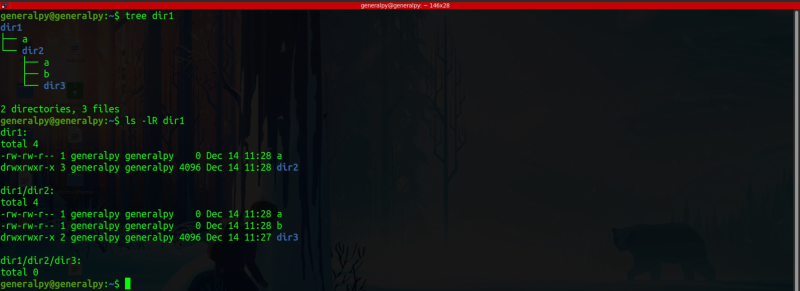 generalpy@generalpy: ~ 146x28
generalpy@generalpy:~$ tree dir1
dir1
├── a
└── dir2
    ├── a
    ├── b
    └── dir3

2 directories, 3 files
generalpy@generalpy:~$ ls -lR dir1
dir1:
total 4
-rw-rw-r-- 1 generalpy generalpy    0 Dec 14 11:28 a
drwxrwxr-x 3 generalpy generalpy 4096 Dec 14 11:28 dir2

dir1/dir2:
total 4
-rw-rw-r-- 1 generalpy generalpy    0 Dec 14 11:28 a
-rw-rw-r-- 1 generalpy generalpy    0 Dec 14 11:28 b
drwxrwxr-x 2 generalpy generalpy 4096 Dec 14 11:27 dir3

dir1/dir2/dir3:
total 0
generalpy@generalpy:~$